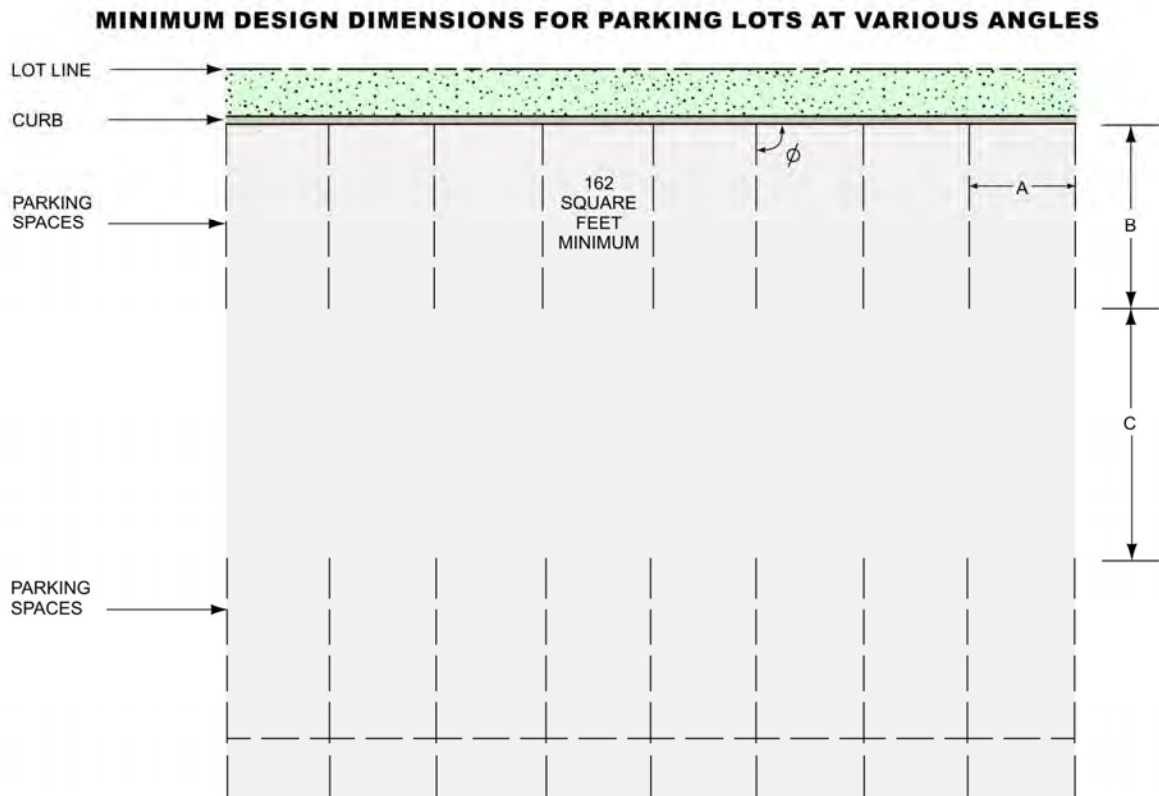 MINIMUM DESIGN DIMENSIONS FOR PARKING LOTS AT VARIOUS ANGLES
LOT LINE
CURB
ϕ
162
SQUARE
FEET
MINIMUM
A
PARKING
SPACES
B
C
PARKING
SPACES